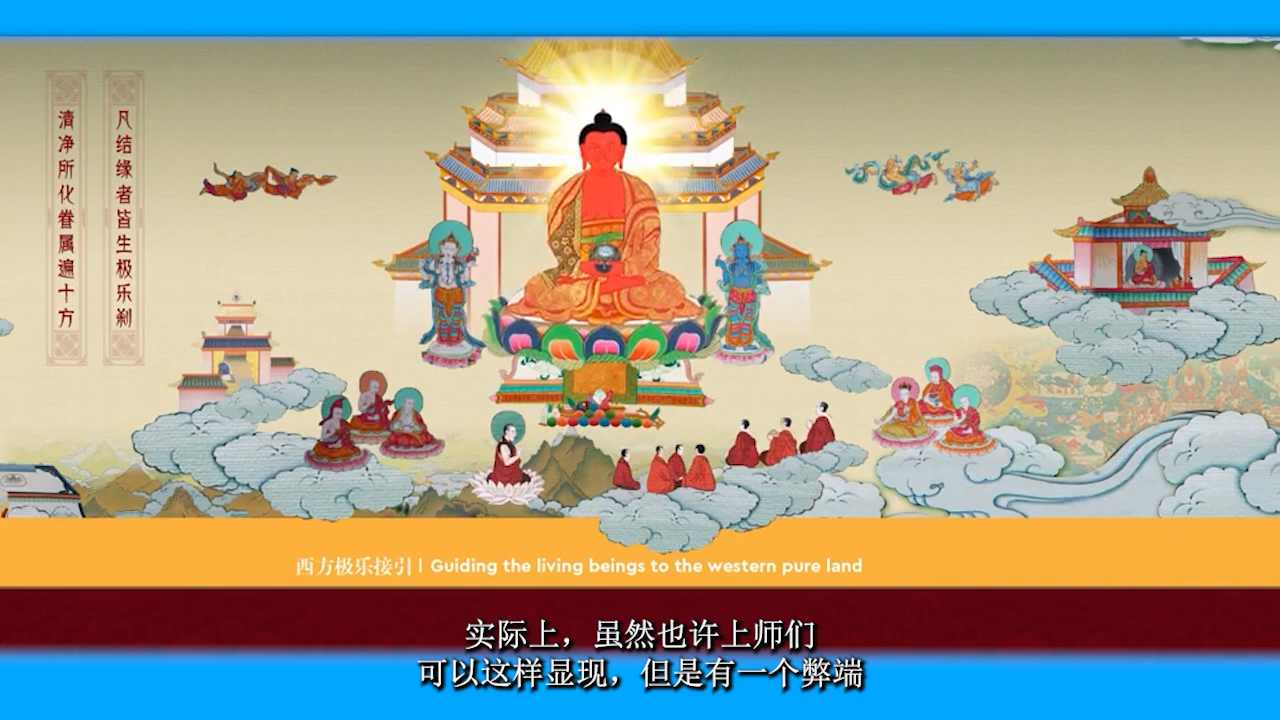 凡结缘者皆生极乐刹
清净所化眷属遍十方
西方极乐接引 | Guiding the living beings to the western pure land
实际上，虽然也许上师们
可以这样显现，但是有一个弊端